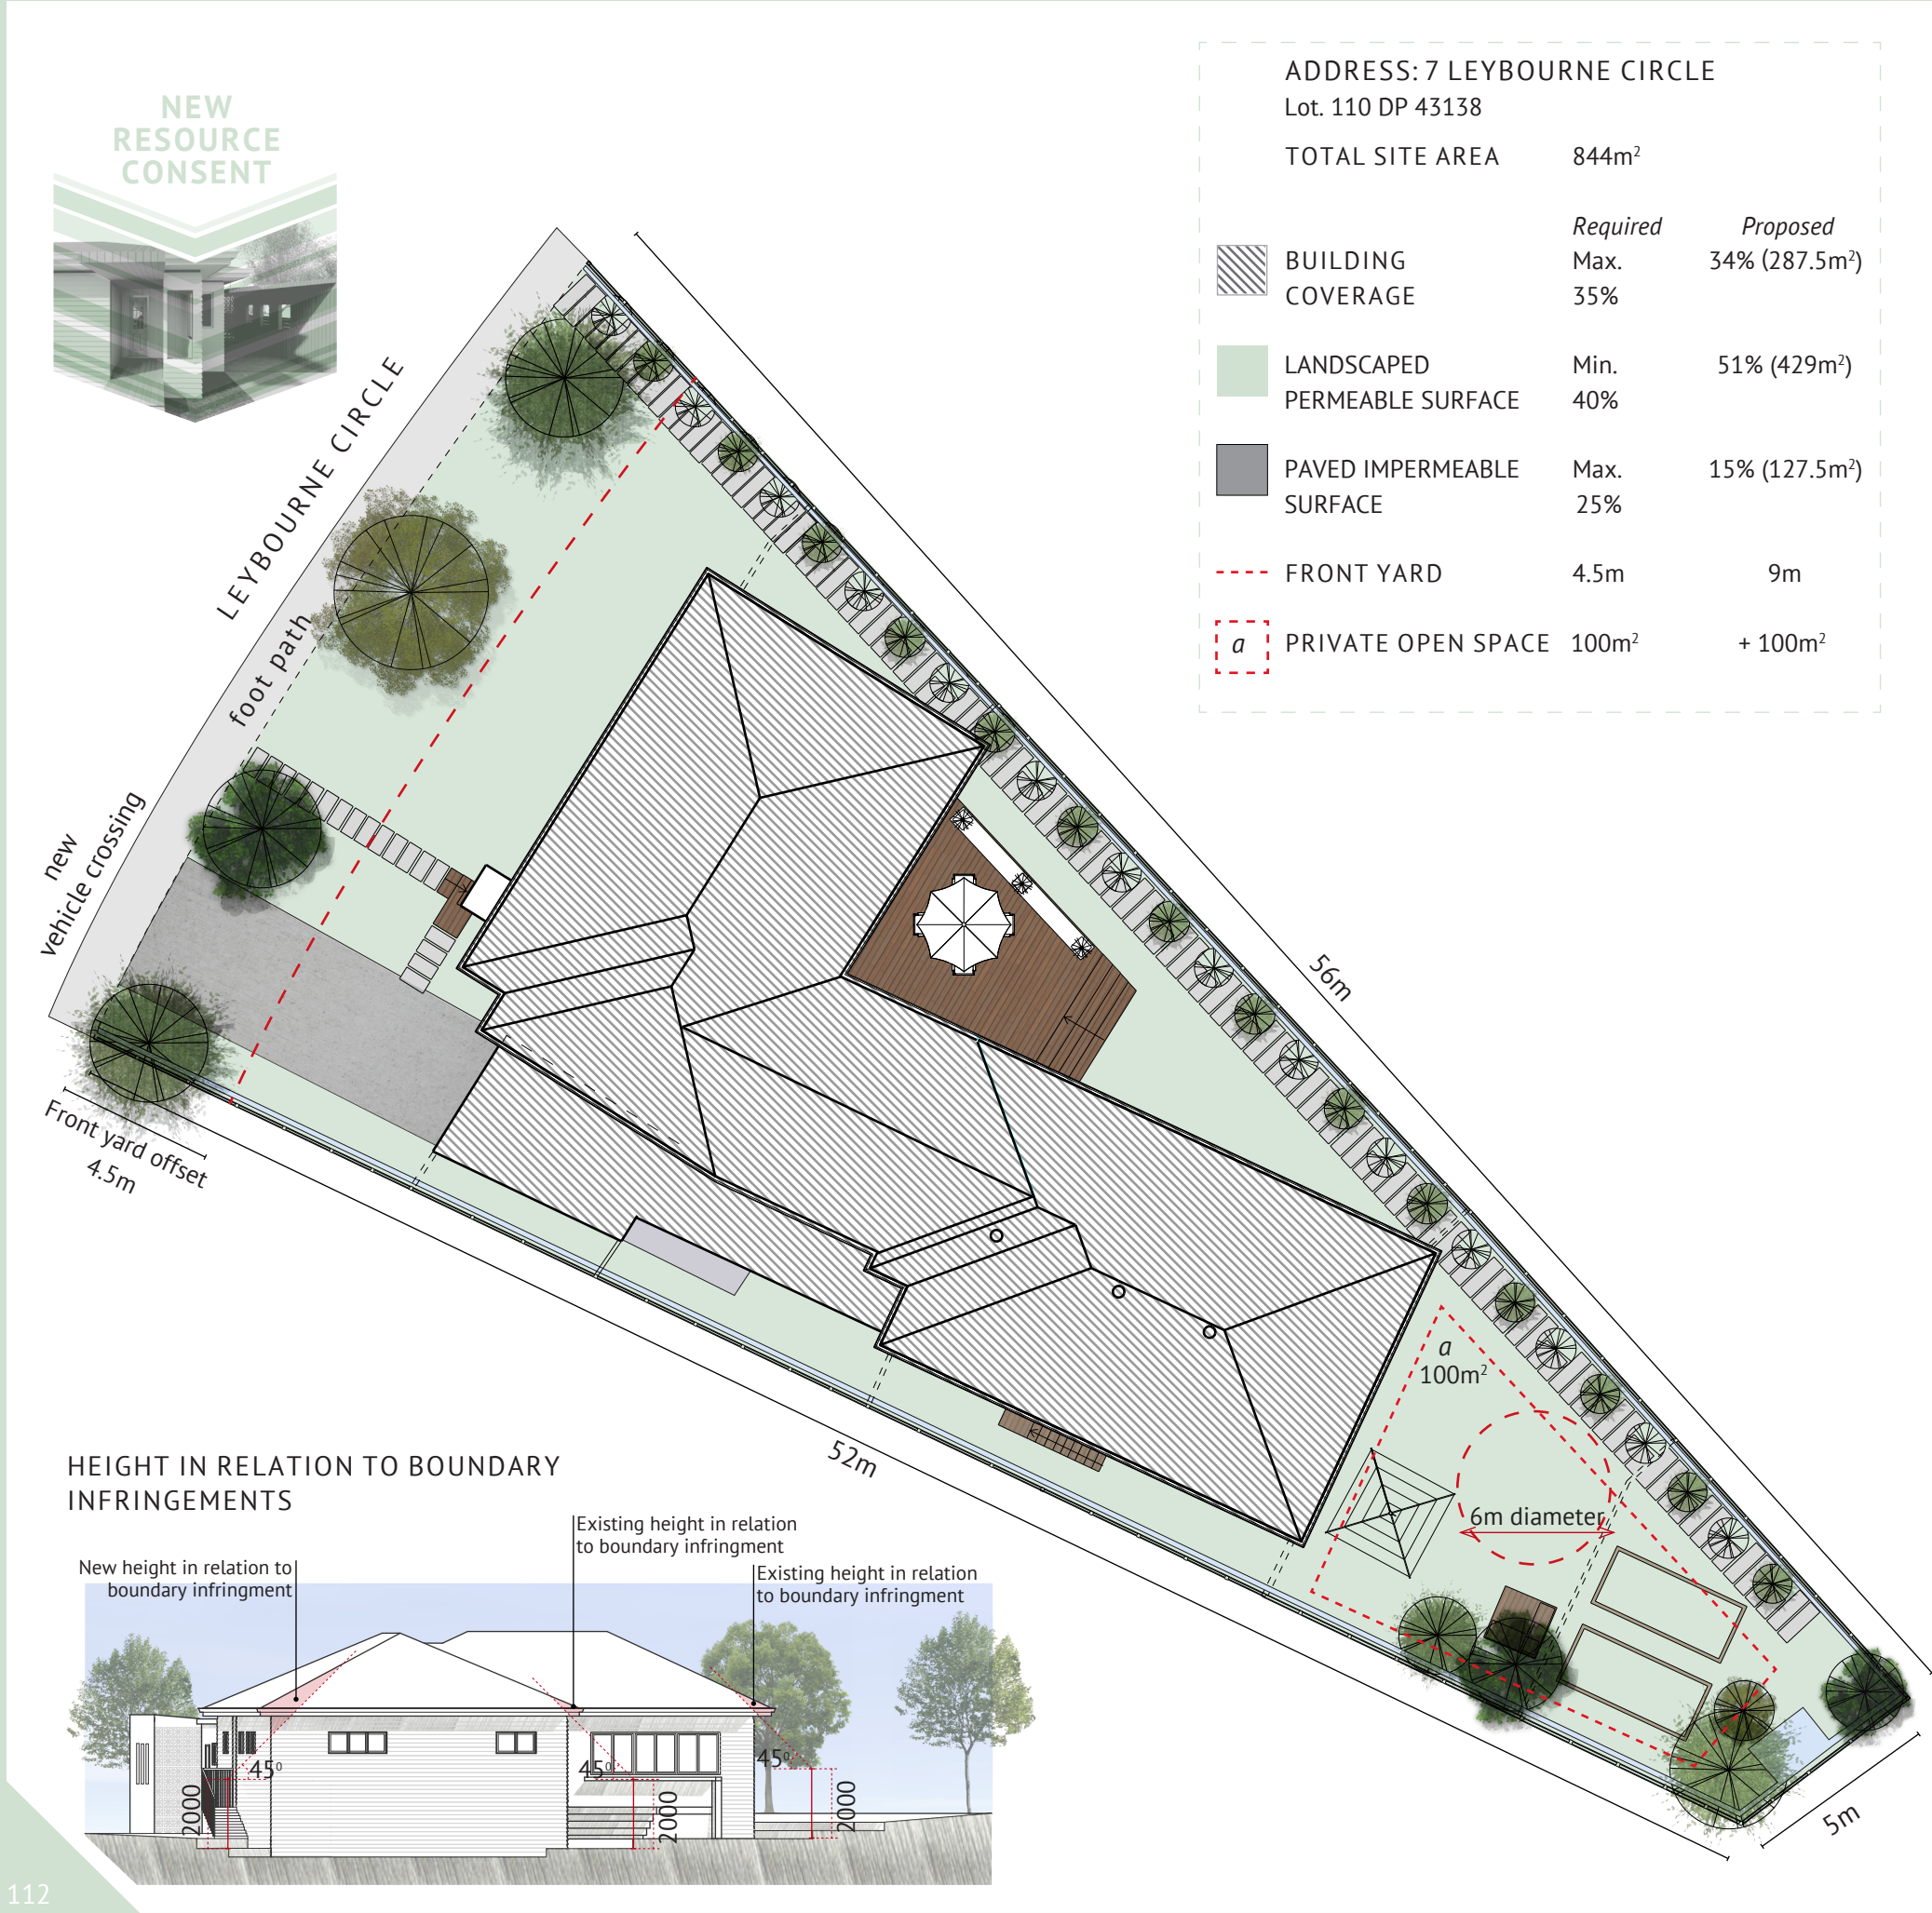 NEW
RESOURCE
CONSENT
ADDRESS: 7 LEYBOURNE CIRCLE
Lot. 110 DP 43138
TOTAL SITE AREA 844m²
Required Proposed
BUILDING Max. 34% (287.5m²)
COVERAGE 35%
LANDSCAPED Min. 51% (429m²)
PERMEABLE SURFACE 40%
PAVED IMPERMEABLE Max. 15% (127.5m²)
SURFACE 25%
FRONT YARD 4.5m 9m
a PRIVATE OPEN SPACE 100m² + 100m²
LEYBOURNE CIRCLE
foot path
new
vehicle crossing
Front yard offset
4.5m
56m
52m
a
100m²
6m diameter
5m
HEIGHT IN RELATION TO BOUNDARY
INFRINGEMENTS
New height in relation to
boundary infringment
Existing height in relation
to boundary infringment
Existing height in relation
to boundary infringment
45⁰
45⁰
45⁰
2000
2000
2000
112